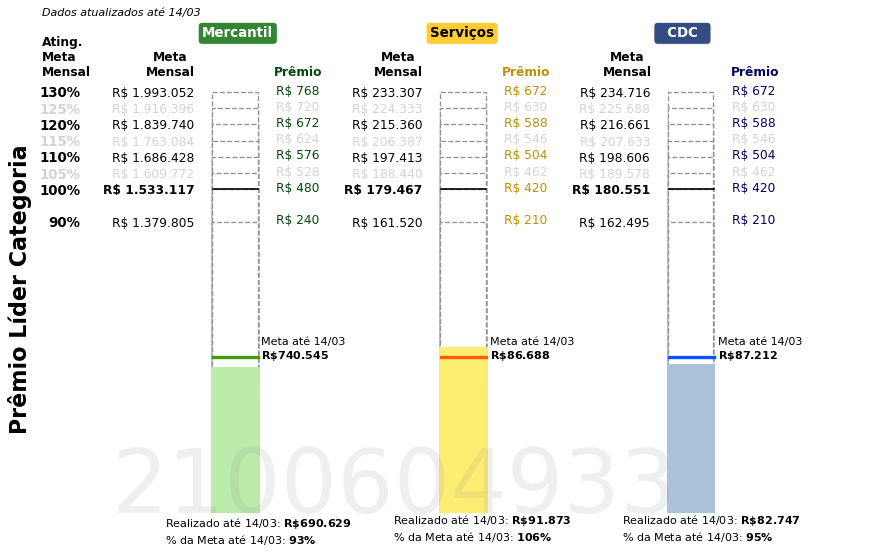 Dados atualizados até 14/03
Mercantil Serviços CDC
Ating. Meta Mensal Meta Mensal Prêmio Meta Mensal Prêmio Meta Mensal Prêmio
130% R$ 1.993.052 R$ 768 R$ 233.307 R$ 672 R$ 234.716 R$ 672
125% R$ 1.916.396 R$ 720 R$ 224.333 R$ 630 R$ 225.688 R$ 630
120% R$ 1.839.740 R$ 672 R$ 215.360 R$ 588 R$ 216.661 R$ 588
115% R$ 1.763.084 R$ 624 R$ 206.387 R$ 546 R$ 207.633 R$ 546
110% R$ 1.686.428 R$ 576 R$ 197.413 R$ 504 R$ 198.606 R$ 504
105% R$ 1.609.772 R$ 528 R$ 188.440 R$ 462 R$ 189.578 R$ 462
100% R$ 1.533.117 R$ 480 R$ 179.467 R$ 420 R$ 180.551 R$ 420
90% R$ 1.379.805 R$ 240 R$ 161.520 R$ 210 R$ 162.495 R$ 210
Prêmio Líder Categoria
Meta até 14/03 Meta até 14/03 Meta até 14/03
R$740.545 R$86.688 R$87.212
2100604933
Realizado até 14/03: R$690.629 Realizado até 14/03: R$91.873 Realizado até 14/03: R$82.747
% da Meta até 14/03: 93% % da Meta até 14/03: 106% % da Meta até 14/03: 95%